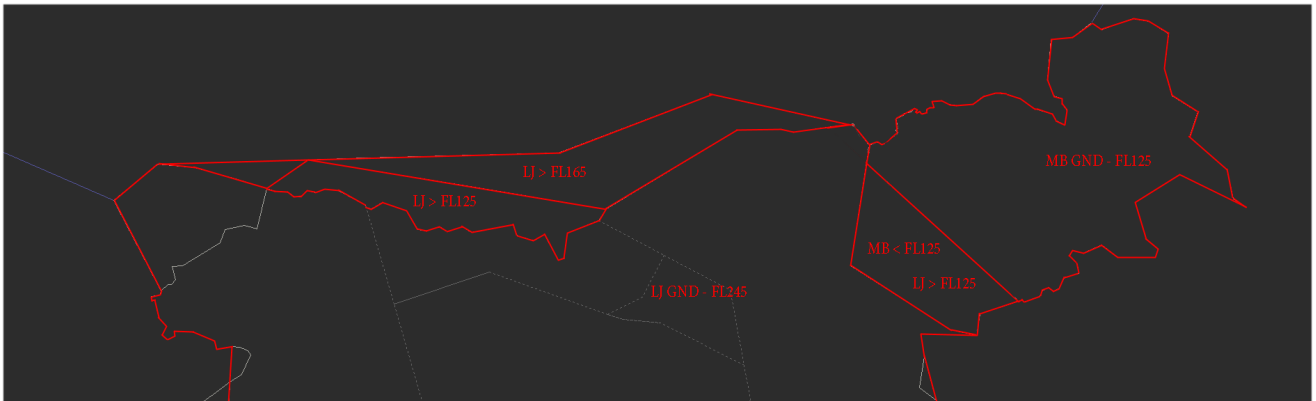 MB GND - FL125
LJ > FL165
LJ > FL125
MB < FL125
LJ > FL125
LJ GND - FL245